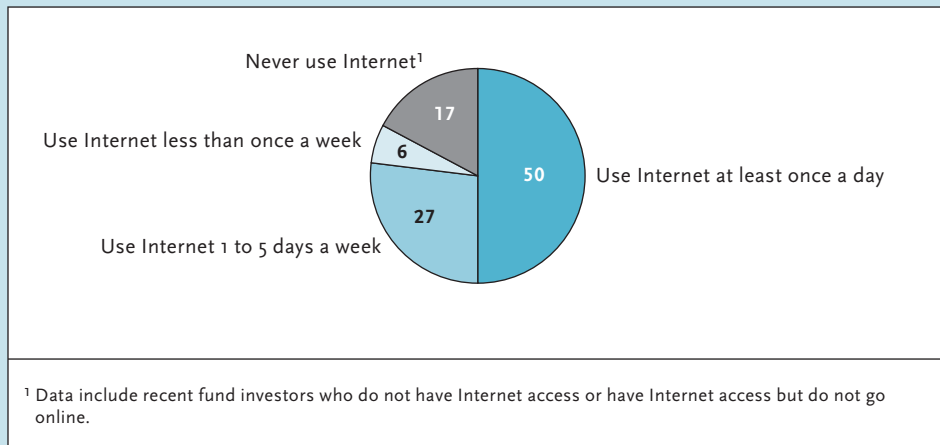 Never use Internet¹
17
Use Internet less than once a week
6
50
Use Internet at least once a day
27
Use Internet 1 to 5 days a week
¹ Data include recent fund investors who do not have Internet access or have Internet access but do not go
online.